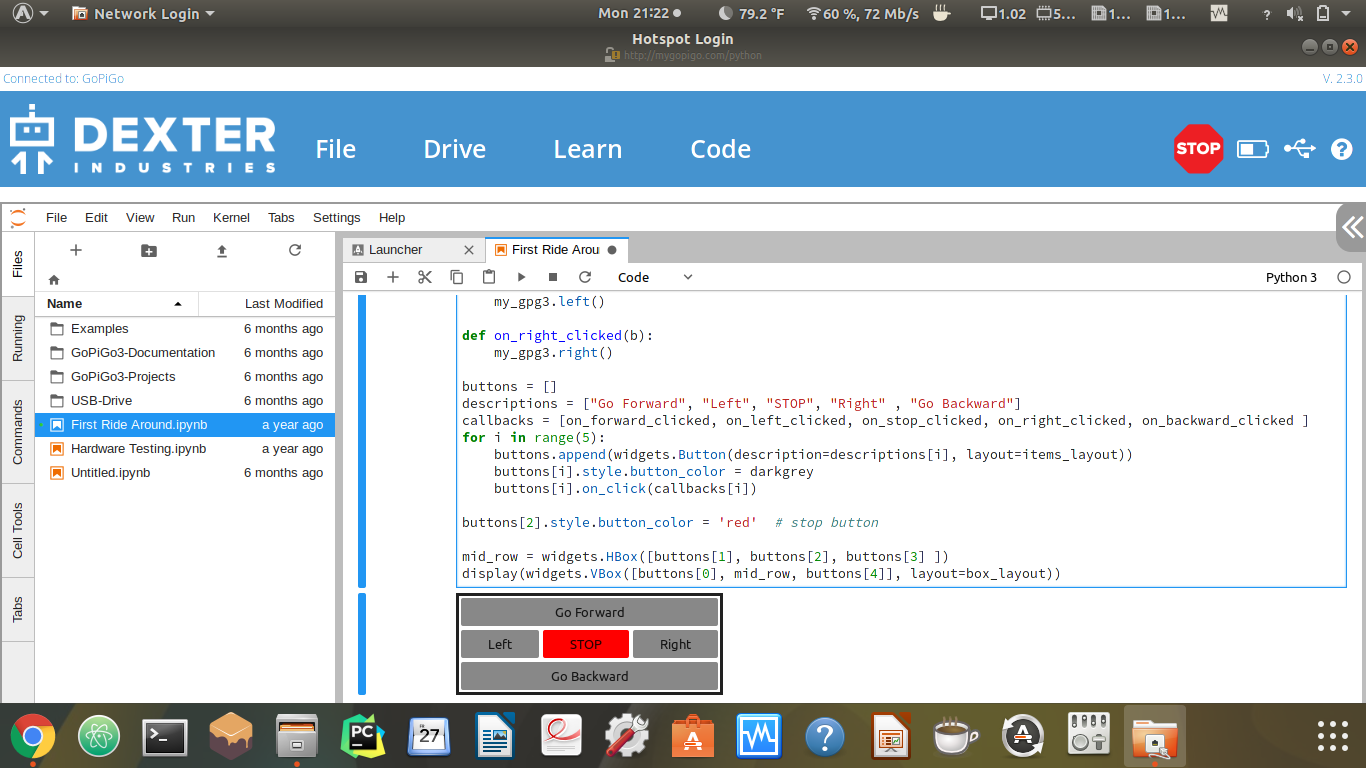 Network Login
Mon 21:22
79.2 °F
60 %, 72 Mb/s
1.02
5...
1...
1...
?
Hotspot Login
http://mygopigo.com/python
Connected to: GoPiGo
V. 2.3.0
DEXTER
INDUSTRIES
File
Drive
Learn
Code
STOP
?
File
Edit
View
Run
Kernel
Tabs
Settings
Help
Files
Running
Commands
Cell Tools
Tabs
Name
Last Modified
Examples
6 months ago
GoPiGo3-Documentation
6 months ago
GoPiGo3-Projects
6 months ago
USB-Drive
6 months ago
First Ride Around.ipynb
a year ago
Hardware Testing.ipynb
a year ago
Untitled.ipynb
6 months ago
Launcher
First Ride Arou
Code
Python 3
my_gpg3.left()
def on_right_clicked(b):
my_gpg3.right()
buttons = []
descriptions = ["Go Forward", "Left", "STOP", "Right" , "Go Backward"]
callbacks = [on_forward_clicked, on_left_clicked, on_stop_clicked, on_right_clicked, on_backward_clicked ]
for i in range(5):
buttons.append(widgets.Button(description=descriptions[i], layout=items_layout))
buttons[i].style.button_color = darkgrey
buttons[i].on_click(callbacks[i])
buttons[2].style.button_color = 'red'  # stop button
mid_row = widgets.HBox([buttons[1], buttons[2], buttons[3] ])
display(widgets.VBox([buttons[0], mid_row, buttons[4]], layout=box_layout))
Go Forward
Left
STOP
Right
Go Backward
>_
PC
27
?